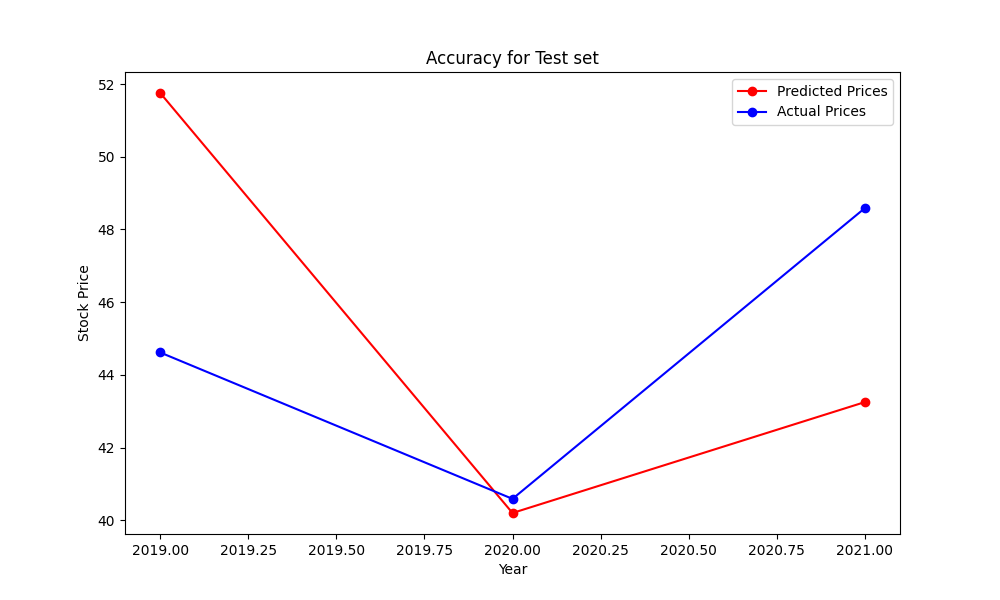 Accuracy for Test set
Predicted Prices
Actual Prices
52
50
48
46
44
42
40
Stock Price
2019.00 2019.25 2019.50 2019.75 2020.00 2020.25 2020.50 2020.75 2021.00
Year